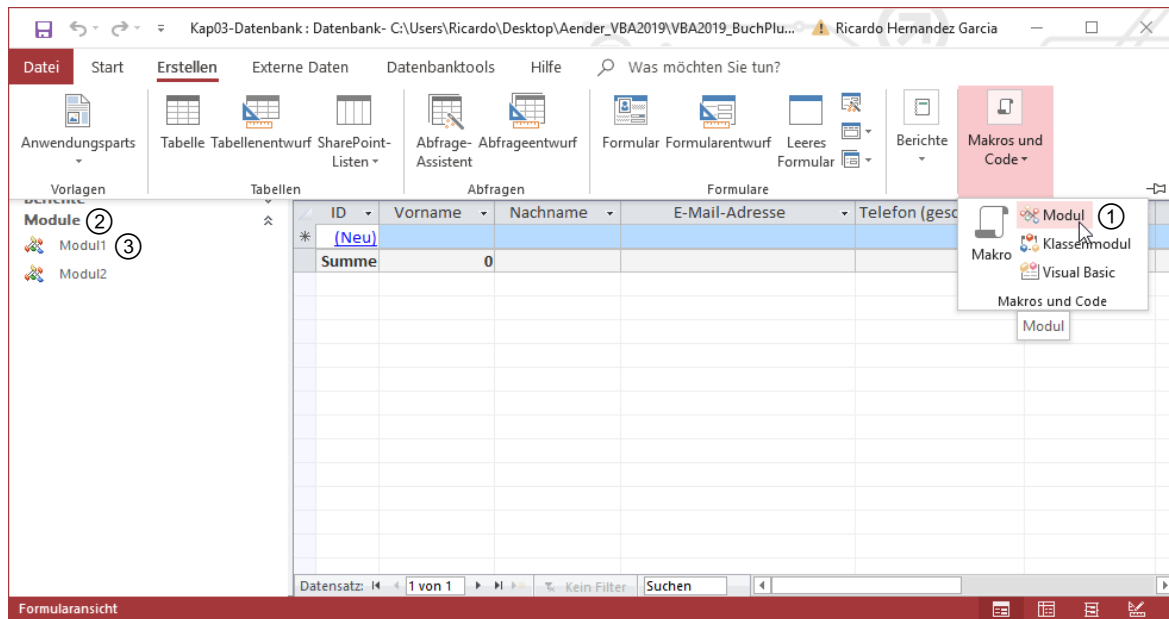 Kap03-Datenbank : Datenbank- C:\Users\Ricardo\Desktop\Aender_VBA2019\VBA2019_BuchPlu... Ricardo Hernandez Garcia
Datei Start Erstellen Externe Daten Datenbanktools Hilfe Was möchten Sie tun?
Anwendungsparts Tabelle Tabellenentwurf SharePoint- Abfrage- Abfrageentwurf Formular Formularentwurf Leeres Berichte Makros und
Listen Assistent Formular Code
Vorlagen Tabellen Abfragen Formulare
Berichte
Module 2 ID Vorname Nachname E-Mail-Adresse Telefon (gesc Modul 1
Modul1 3 * (Neu) Klassenmodul
Makro
Modul2 Summe 0 Visual Basic
Makros und Code
Modul
Datensatz: 1 von 1 Kein Filter Suchen
Formularansicht